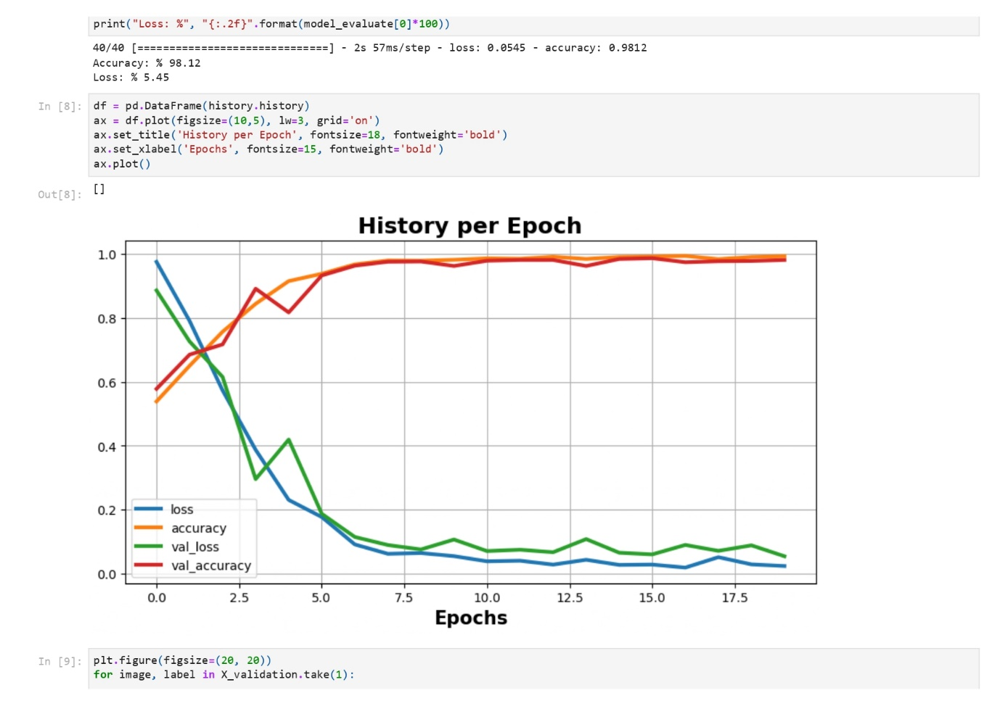 print("Loss: %", "{:.2f}".format(model_evaluate[0]*100))
40/40 [==============================] - 2s 57ms/step - loss: 0.0545 - accuracy: 0.9812
Accuracy: % 98.12
Loss: % 5.45
In [8]:
df = pd.DataFrame(history.history)
ax = df.plot(figsize=(10,5), lw=3, grid='on')
ax.set_title('History per Epoch', fontsize=18, fontweight='bold')
ax.set_xlabel('Epochs', fontsize=15, fontweight='bold')
ax.plot()
Out[8]:
[]
History per Epoch
1.0
0.8
0.6
0.4
0.2
0.0
loss
accuracy
val_loss
val_accuracy
0.0 2.5 5.0 7.5 10.0 12.5 15.0 17.5
Epochs
In [9]:
plt.figure(figsize=(20, 20))
for image, label in X_validation.take(1):